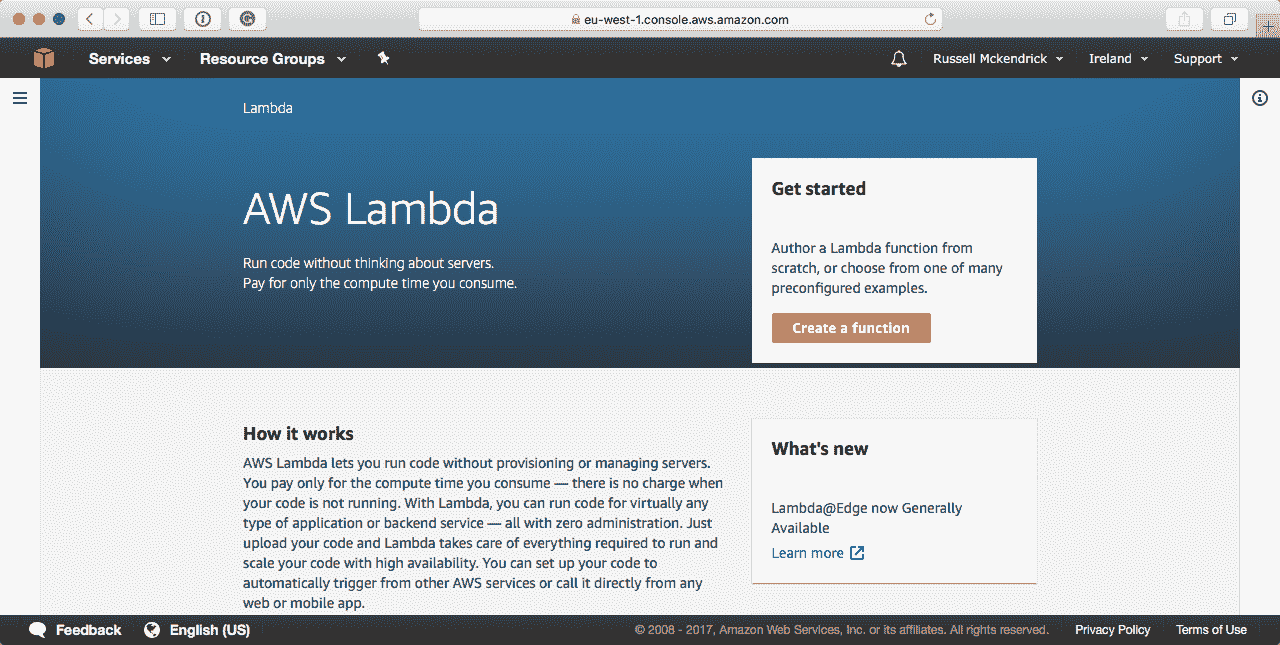 eu-west-1.console.aws.amazon.com
Services Resource Groups Russell Mckendrick Ireland Support
Lambda
AWS Lambda
Run code without thinking about servers.
Pay for only the compute time you consume.
Get started
Author a Lambda function from
scratch, or choose from one of many
preconfigured examples.
Create a function
How it works
AWS Lambda lets you run code without provisioning or managing servers.
You pay only for the compute time you consume — there is no charge when
your code is not running. With Lambda, you can run code for virtually any
type of application or backend service — all with zero administration. Just
upload your code and Lambda takes care of everything required to run and
scale your code with high availability. You can set up your code to
automatically trigger from other AWS services or call it directly from any
web or mobile app.
What's new
Lambda@Edge now Generally
Available
Learn more
Feedback English (US) © 2008 - 2017, Amazon Web Services, Inc. or its affiliates. All rights reserved. Privacy Policy Terms of Use